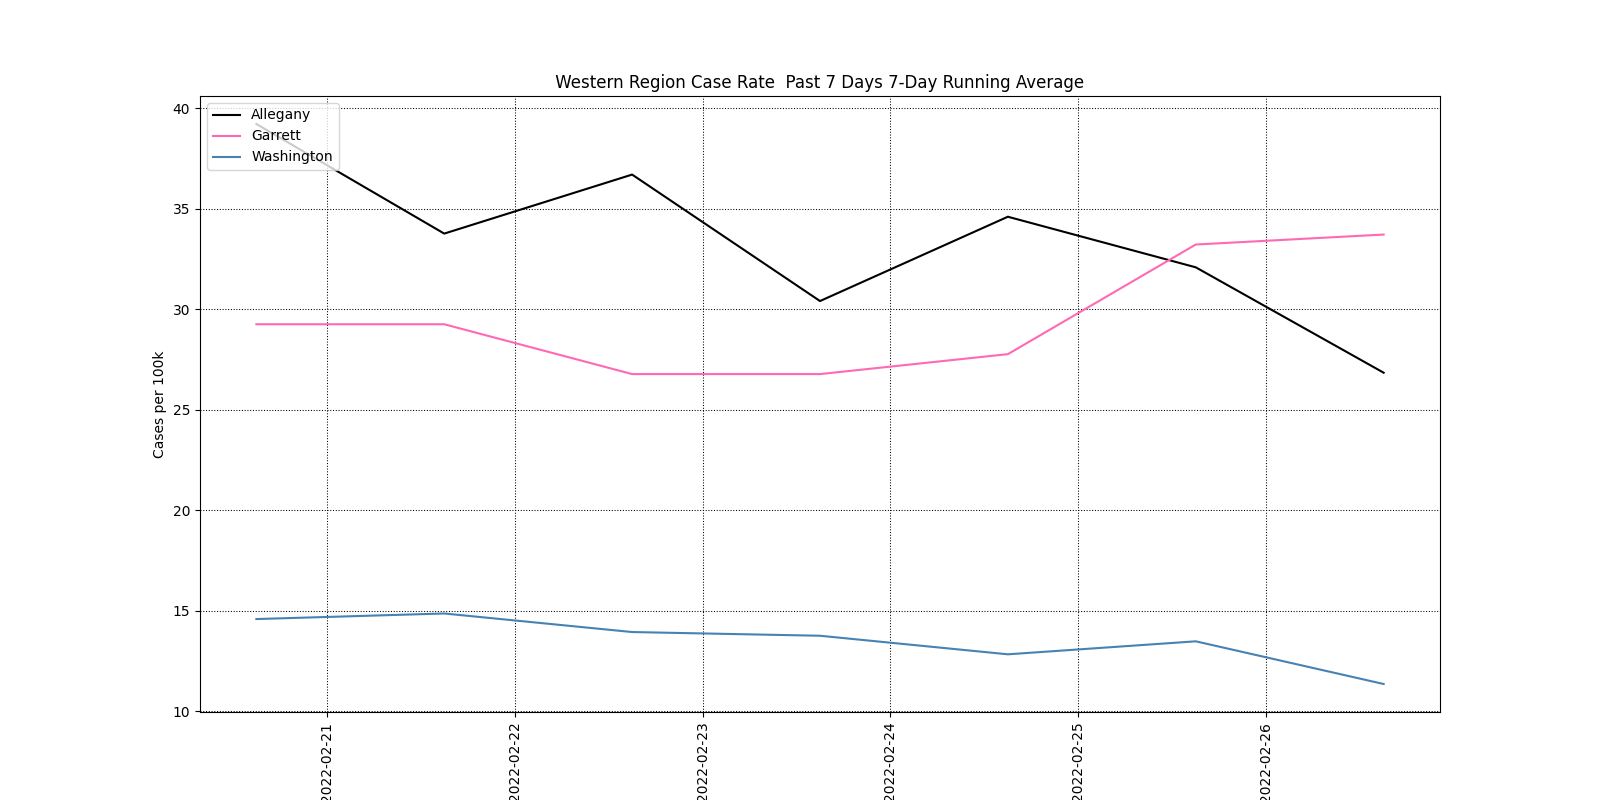 Western Region Case Rate  Past 7 Days 7-Day Running Average
Allegany
Garrett
Washington
Cases per 100k
40
35
30
25
20
15
10
2022-02-21
2022-02-22
2022-02-23
2022-02-24
2022-02-25
2022-02-26